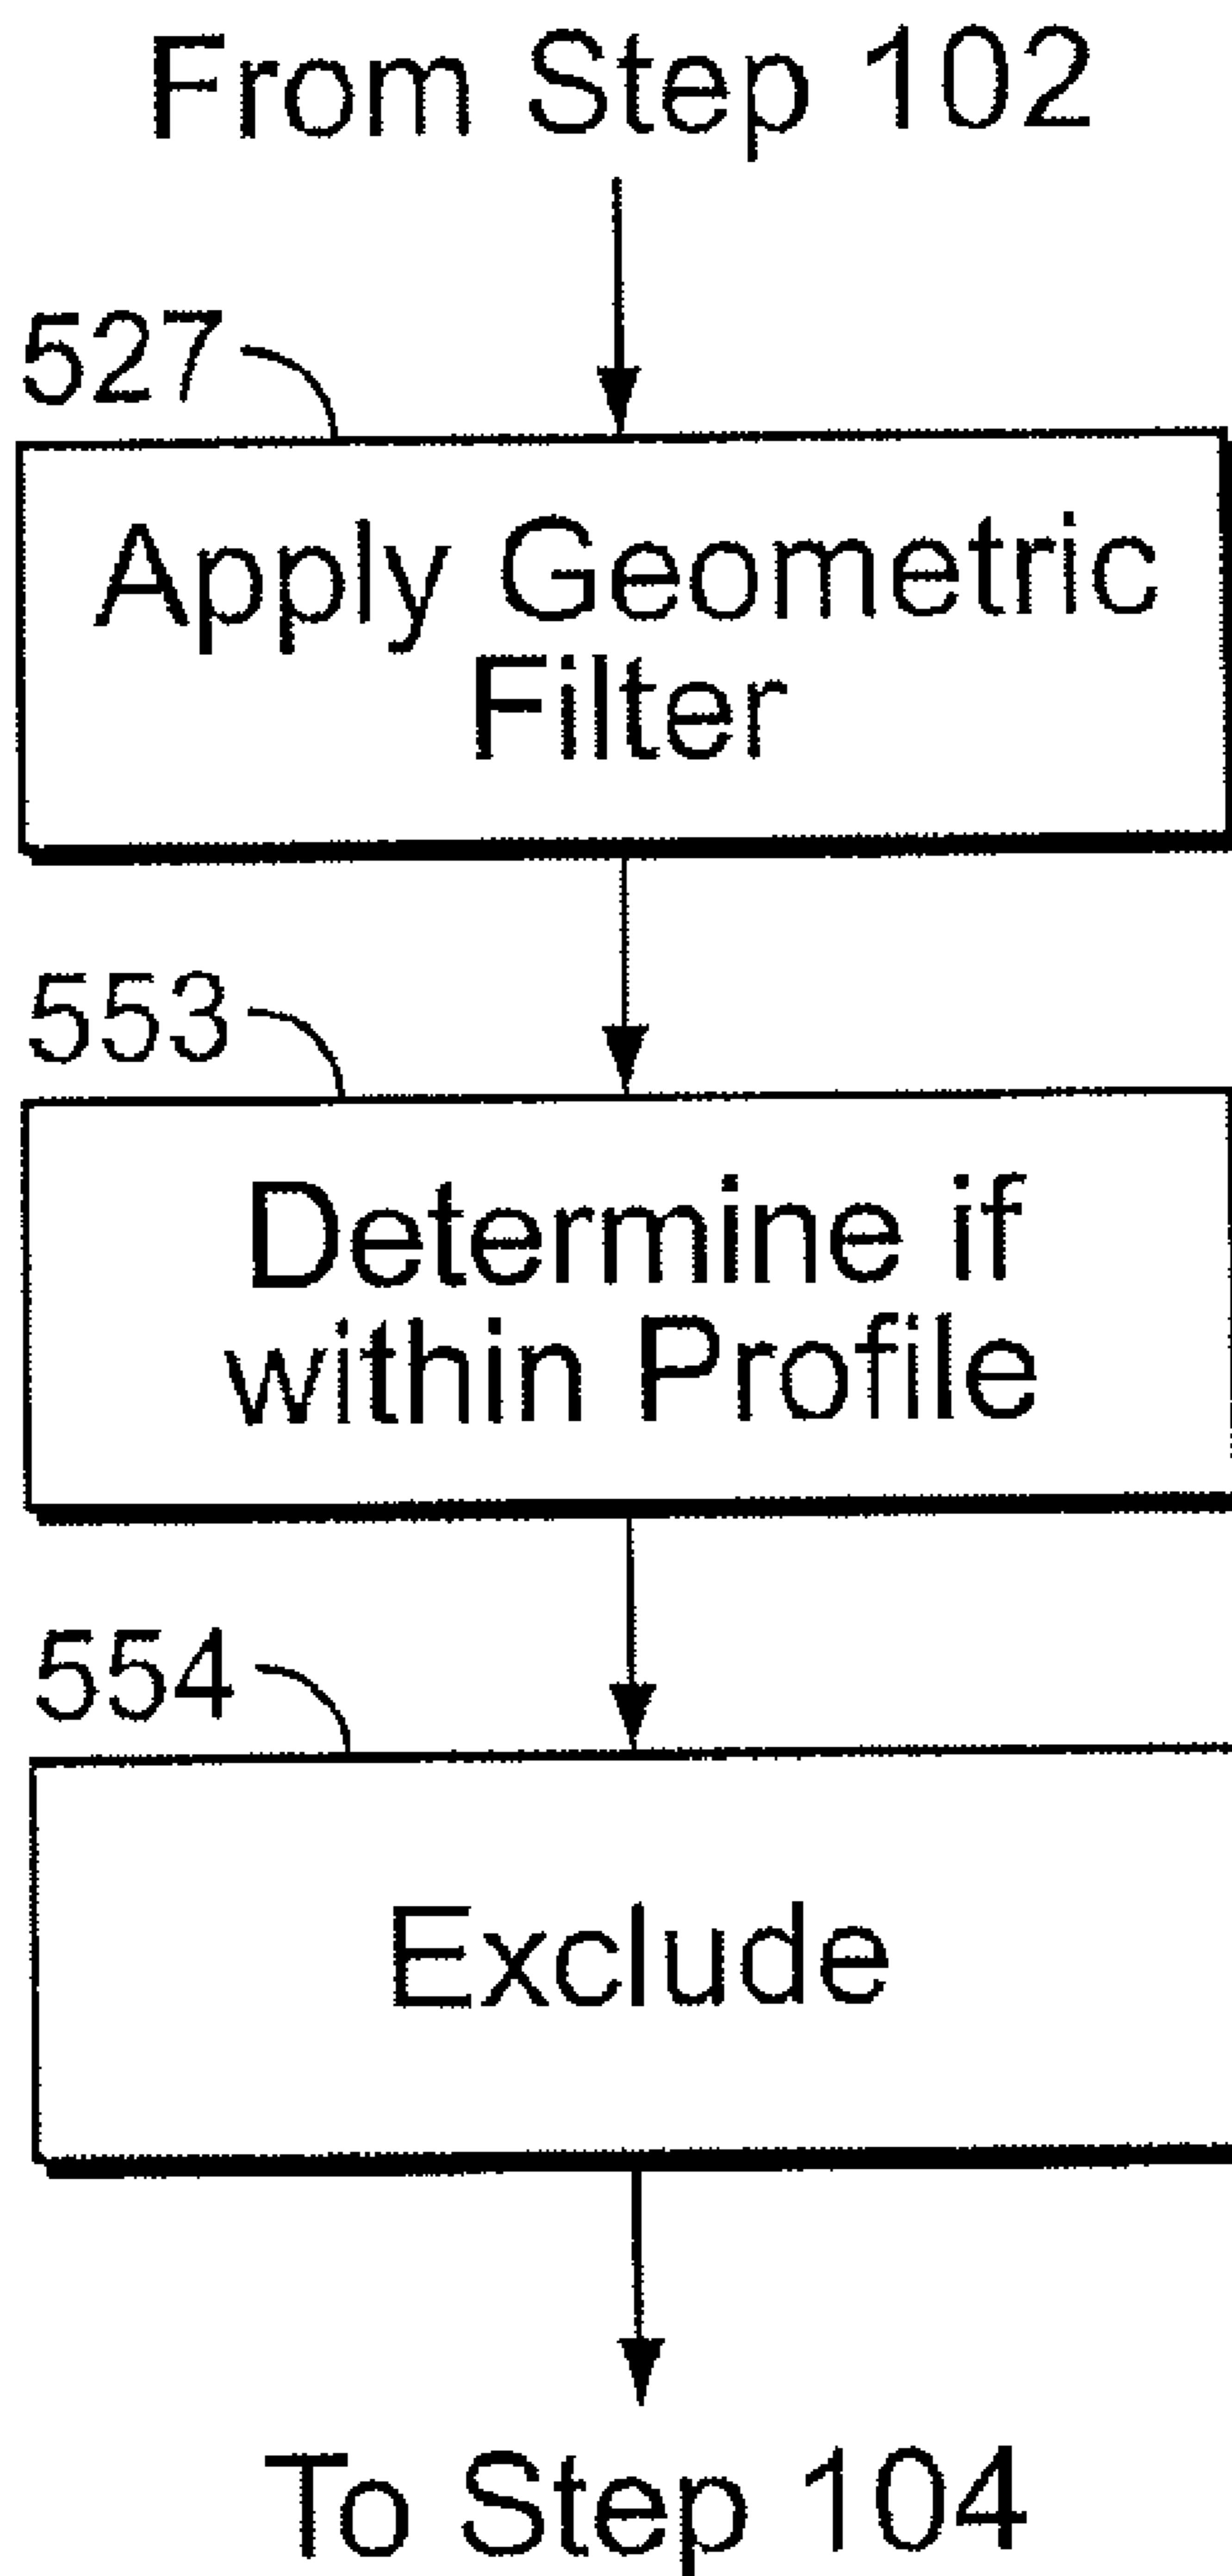 From Step 102
527
Apply Geometric
Filter
553
Determine if
within Profile
554
Exclude
To Step 104